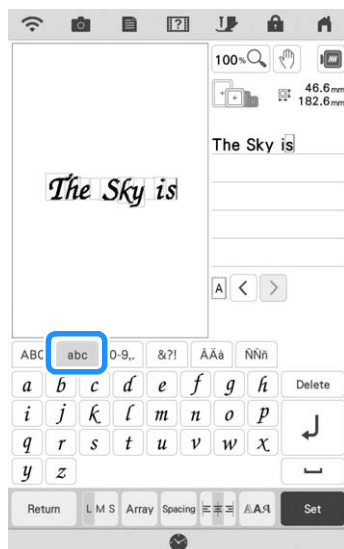 100%
46.6mm
182.6mm
The Sky is
The Sky is
A < >
ABC abc 0-9,. &?! ÄÃà ÑÑñ
a b c d e f g h Delete
i j k l m n o p
q r s t u v w x
y z
Return L M S Array Spacing AAA Set